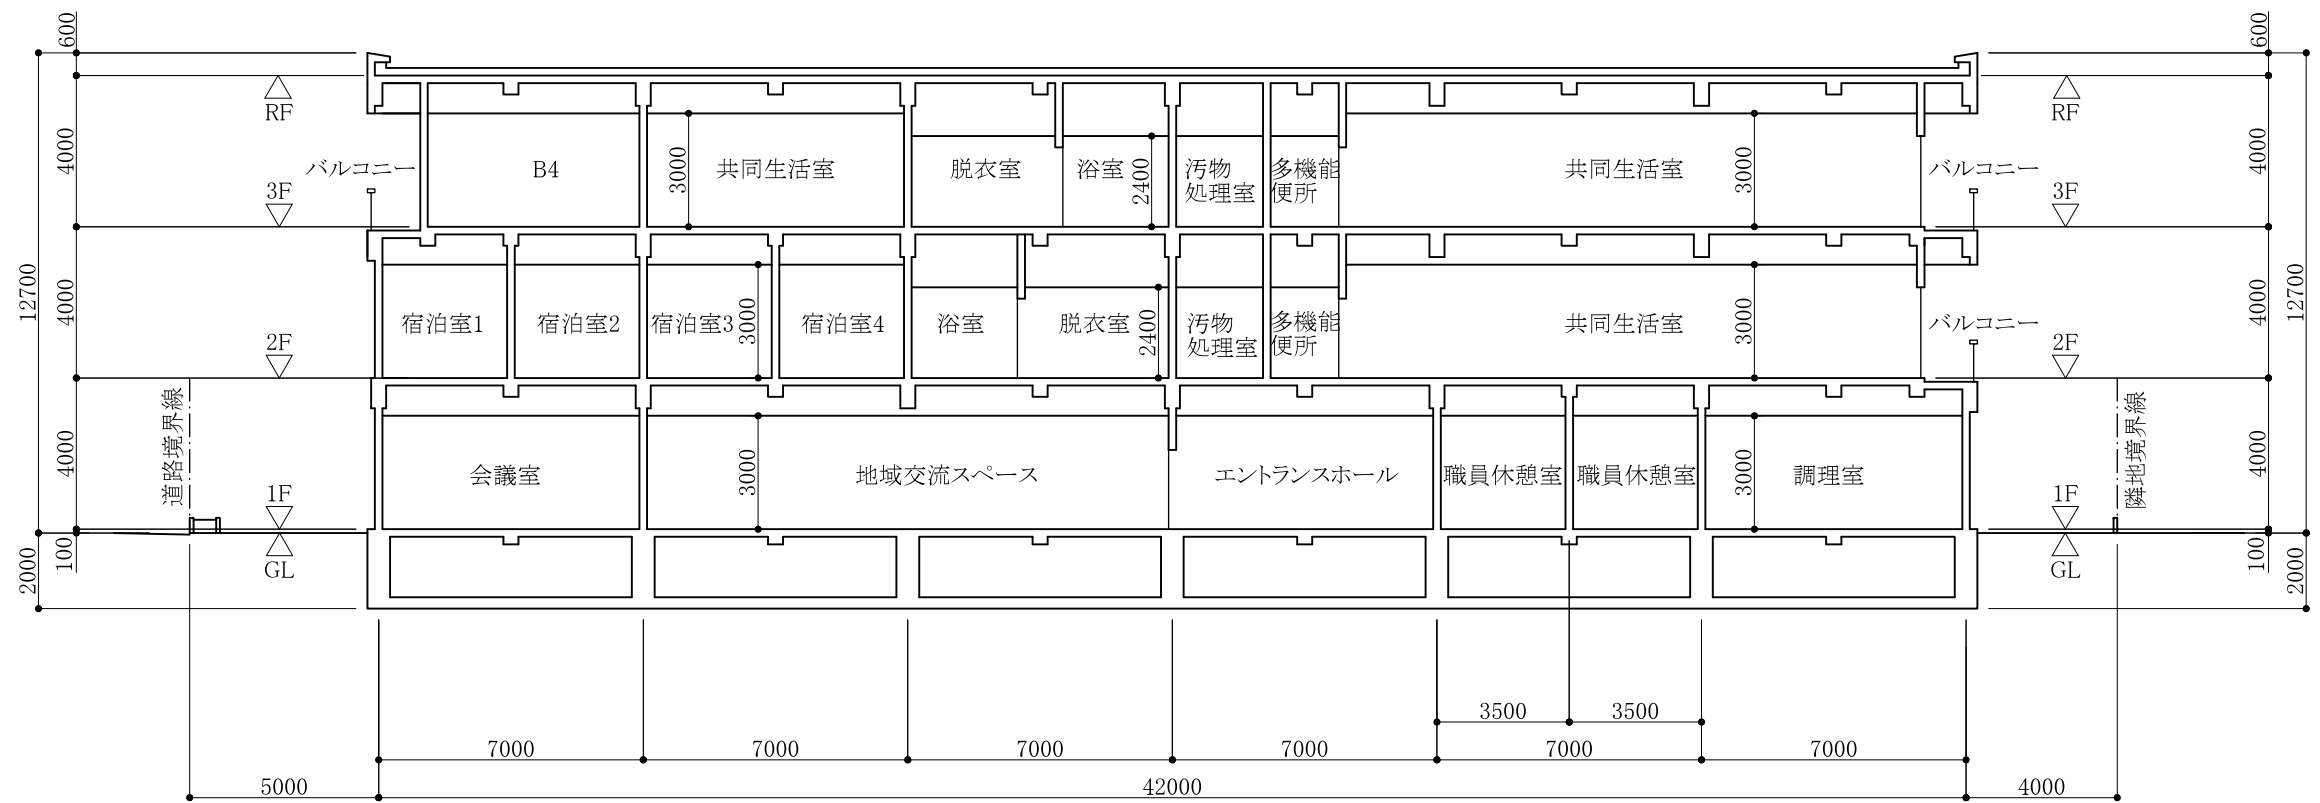 600
600
RF
RF
4000
4000
バルコニー
B4
3000
共同生活室
脱衣室
浴室
2400
汚物
処理室
多機能
便所
共同生活室
3000
バルコニー
3F
3F
12700
12700
4000
4000
宿泊室1
宿泊室2
宿泊室3
3000
宿泊室4
浴室
脱衣室
2400
汚物
処理室
多機能
便所
共同生活室
3000
バルコニー
2F
2F
道路境界線
隣地境界線
4000
4000
会議室
3000
地域交流スペース
エントランスホール
職員休憩室
職員休憩室
3000
調理室
1F
1F
100
100
GL
GL
2000
2000
3500
3500
7000
7000
7000
7000
7000
7000
5000
42000
4000